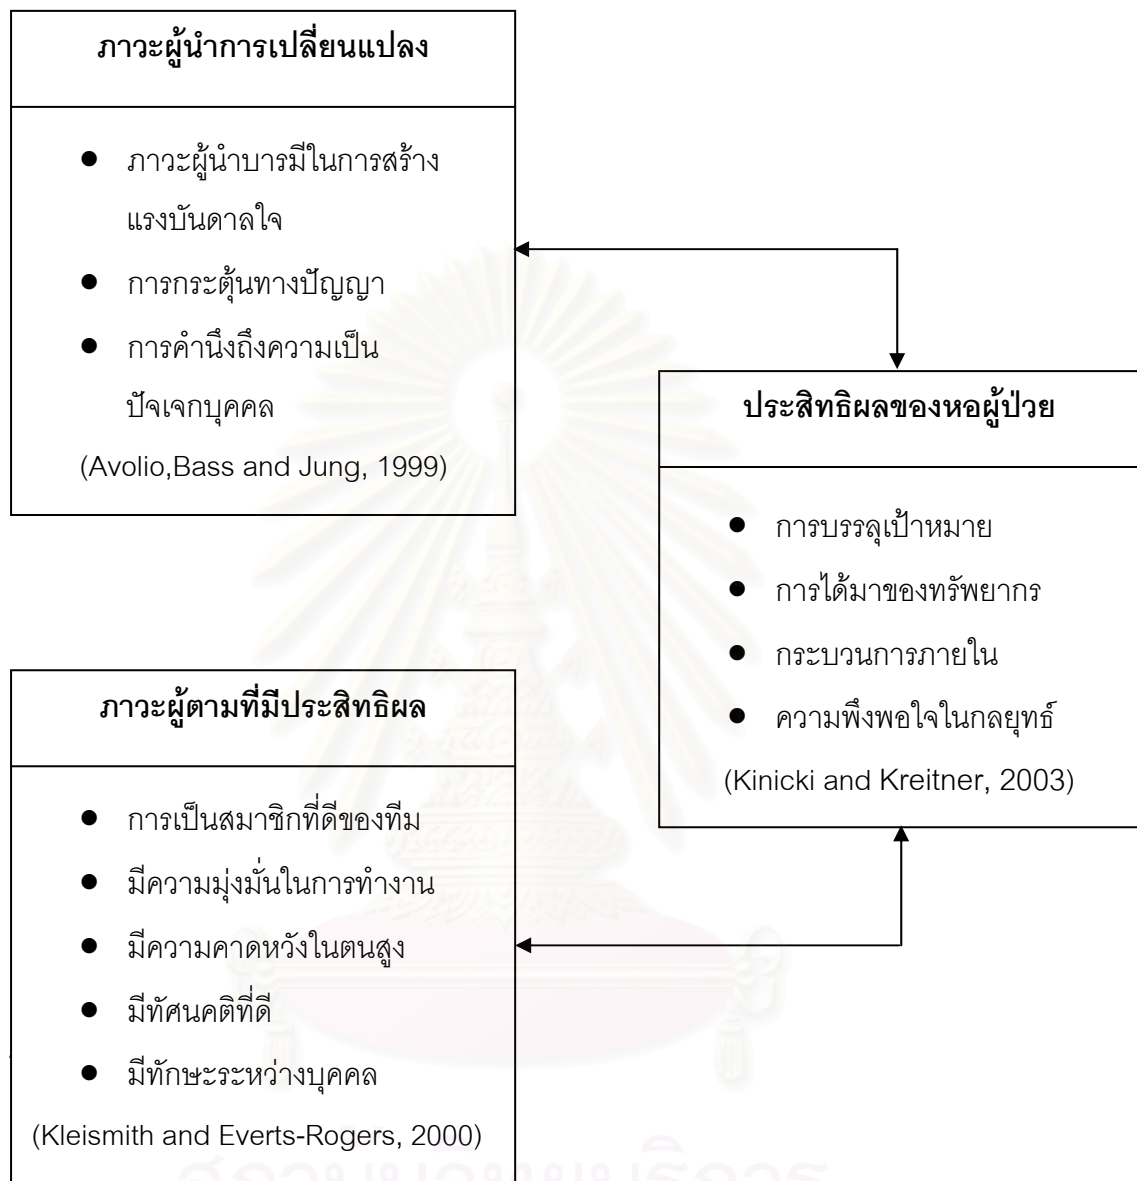 ภาวะผู้นำการเปลี่ยนแปลง
● ภาวะผู้นำบารมีในการสร้าง
แรงบันดาลใจ
● การกระตุ้นทางปัญญา
● การคำนึงถึงความเป็น
ปัจเจกบุคคล
(Avolio,Bass and Jung, 1999)
ประสิทธิผลของหอผู้ป่วย
● การบรรลุเป้าหมาย
● การได้มาของทรัพยากร
● กระบวนการภายใน
● ความพึงพอใจในกลยุทธ์
(Kinicki and Kreitner, 2003)
ภาวะผู้ตามที่มีประสิทธิผล
● การเป็นสมาชิกที่ดีของทีม
● มีความมุ่งมั่นในการทำงาน
● มีความคาดหวังในตนสูง
● มีทัศนคติที่ดี
● มีทักษะระหว่างบุคคล
(Kleismith and Everts-Rogers, 2000)